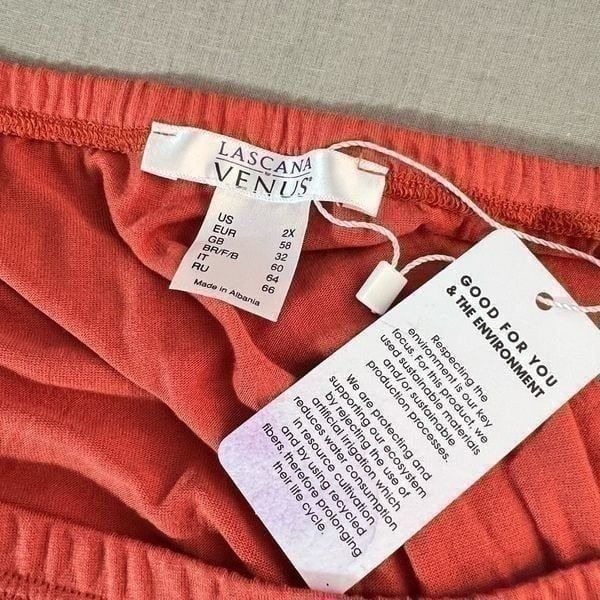 LASCANA
VENUS
US 2X
EUR 58
GB 32
BR/F/B 60
IT 64
RU 66
Made in Albania
GOOD FOR YOU
& THE ENVIRONMENT
Respecting the
environment is our key
focus. For this product, we
used sustainable materials
and/or sustainable
production processes.
We are protecting and
supporting our ecosystem
by rejecting the use of
artificial irrigation which
reduces water consumption
in resource cultivation
and by using recycled
fibers, therefore prolonging
their life cycle.